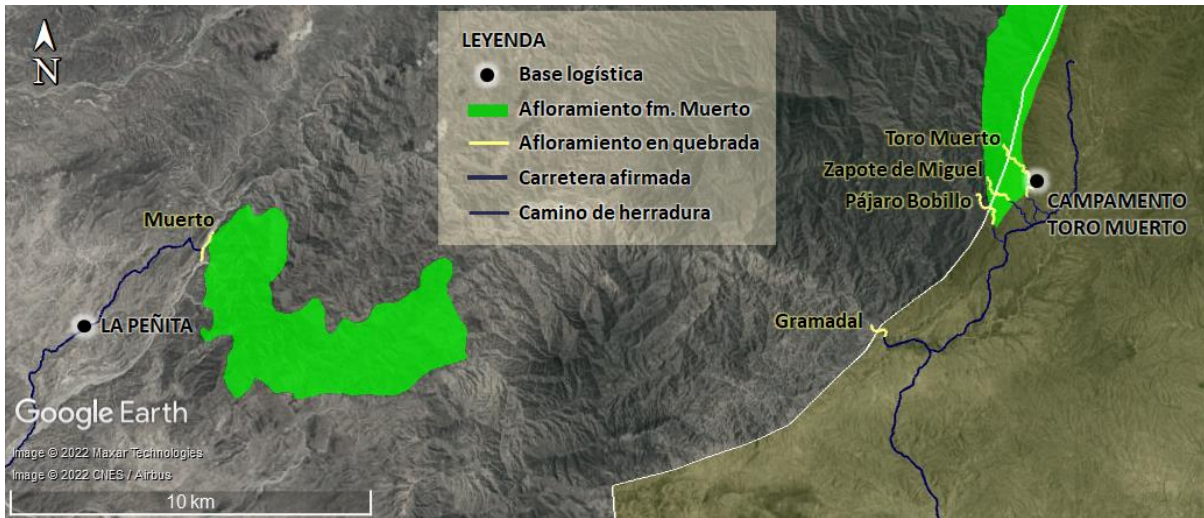 N
LEYENDA
Base logística
Afloramiento fm. Muerto
Afloramiento en quebrada
Carretera afirmada
Camino de herradura
Toro Muerto
Zapote de Miguel
Pájaro Bobillo
CAMPAMENTO
TORO MUERTO
Muerto
LA PEÑITA
Gramadal
Google Earth
Image © 2022 Maxar Technologies
Image © 2022 CNES / Airbus
10 km